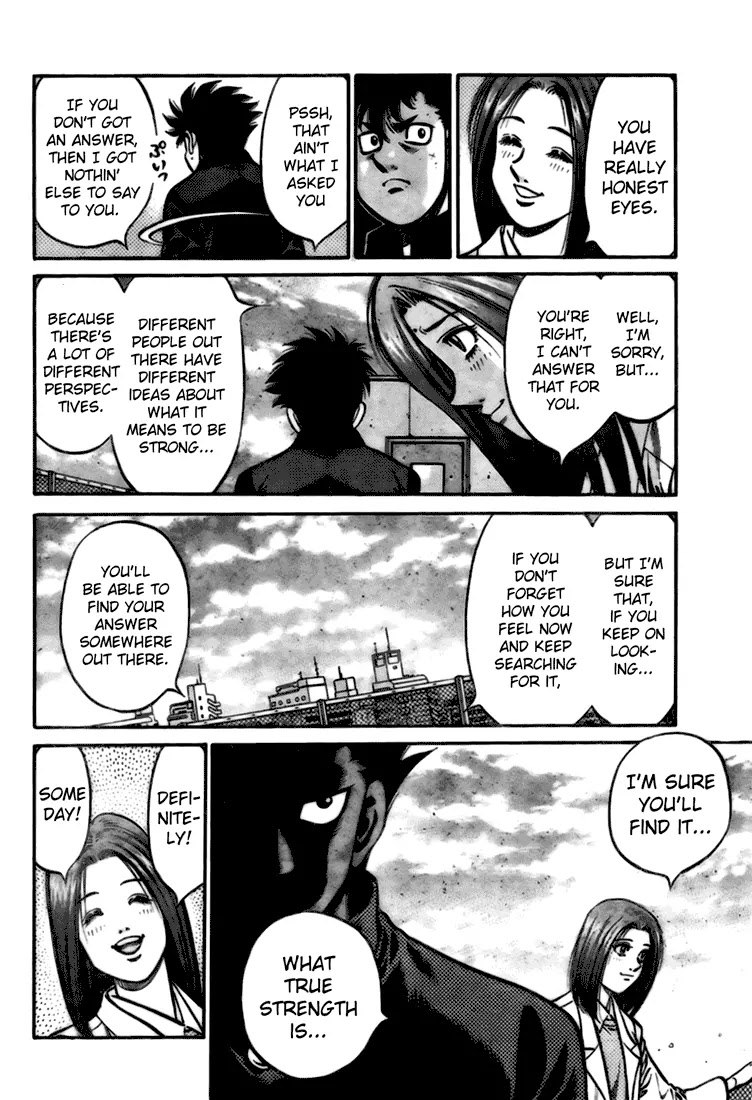 YOU
HAVE
REALLY
HONEST
EYES.
PSSH,
THAT
AIN'T
WHAT I
ASKED
YOU
IF YOU
DON'T GOT
AN ANSWER,
THEN I GOT
NOTHIN'
ELSE TO SAY
TO YOU.
ぷいっ
WELL,
I'M
SORRY,
BUT...
YOU'RE
RIGHT,
I CAN'T
ANSWER
THAT FOR
YOU.
DIFFERENT
PEOPLE OUT
THERE HAVE
DIFFERENT
IDEAS ABOUT
WHAT IT
MEANS TO BE
STRONG...
BECAUSE
THERE'S
A LOT OF
DIFFERENT
PERSPEC-
TIVES.
BUT I'M
SURE
THAT,
IF YOU
KEEP ON
LOOK-
ING...
IF YOU
DON'T
FORGET
HOW YOU
FEEL NOW
AND KEEP
SEARCHING
FOR IT,
YOU'LL
BE ABLE TO
FIND YOUR
ANSWER
SOMEWHERE
OUT THERE.
I'M SURE
YOU'LL
FIND IT...
WHAT
TRUE
STRENGTH
IS...
DEFI-
NITE-
LY!
SOME
DAY!